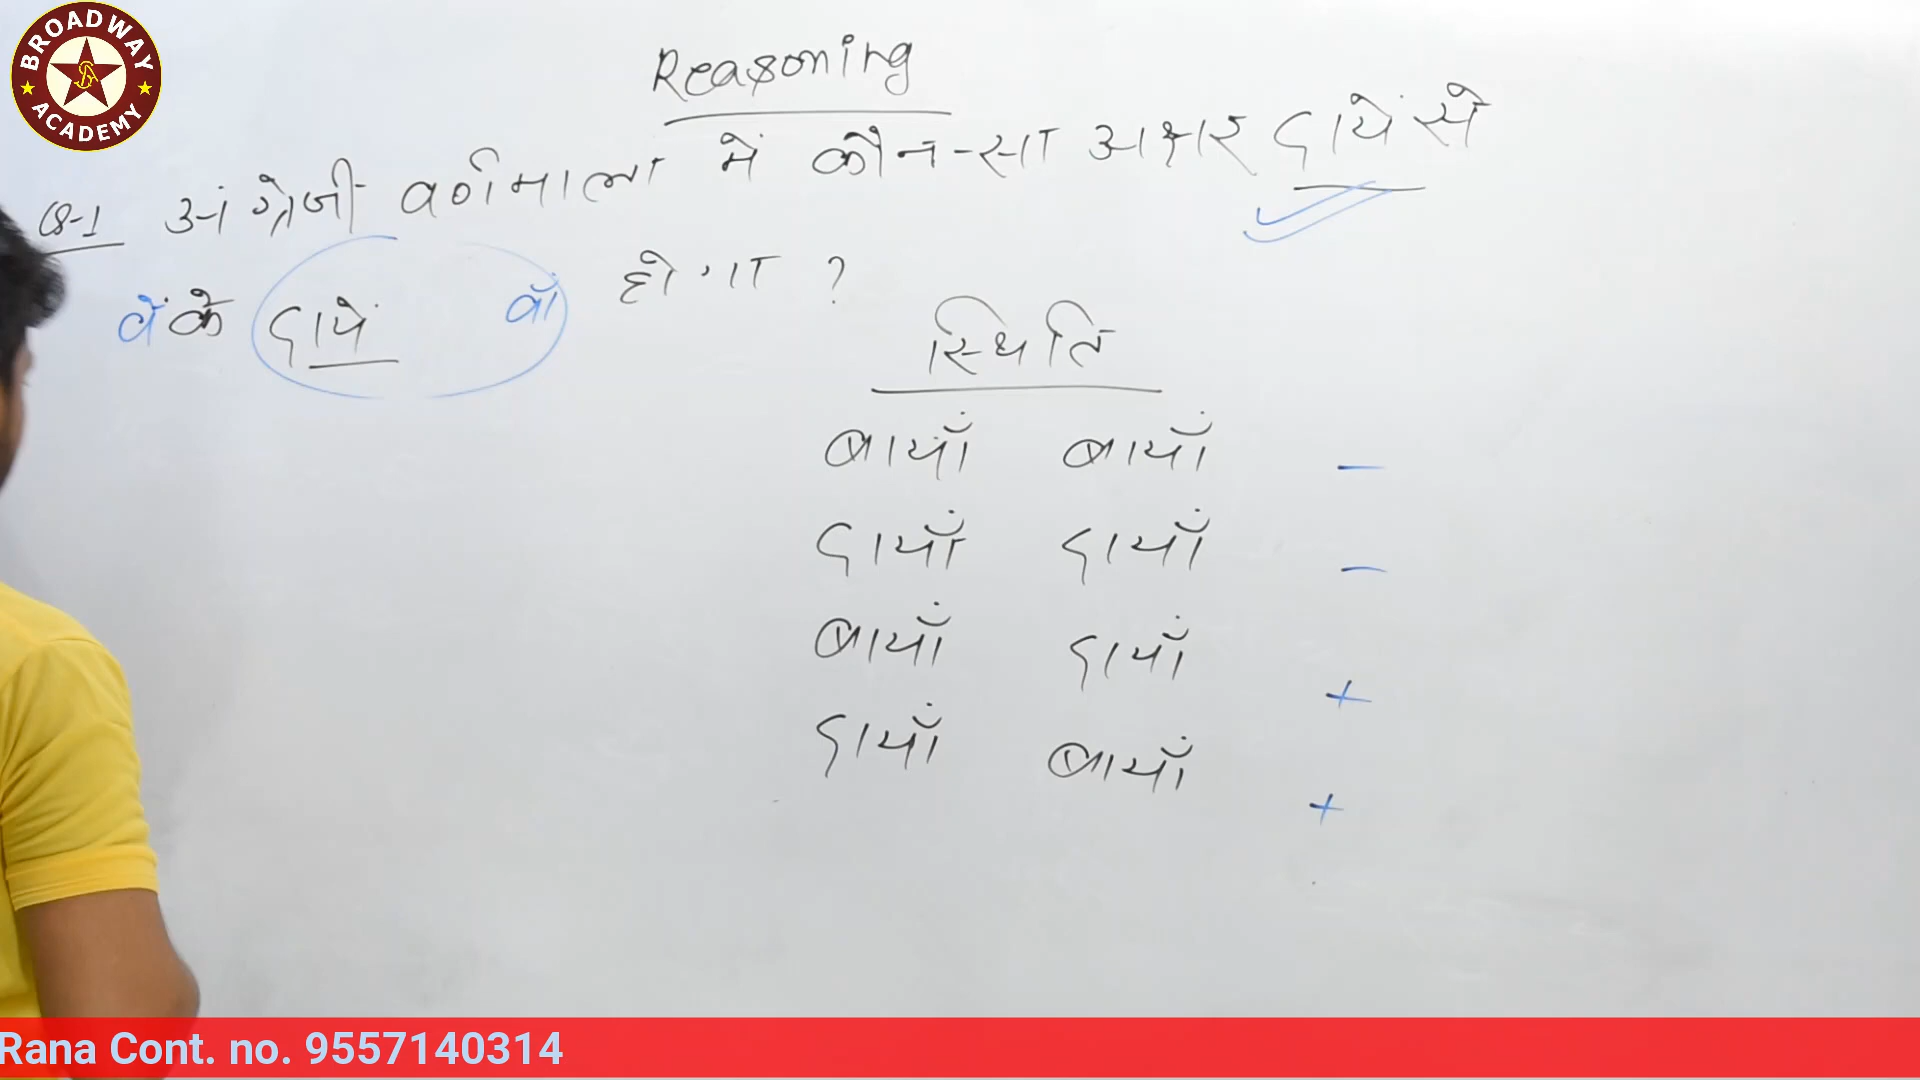 BROADWAY ACADEMY
Reasoning
Q-1 अंग्रेजी वर्णमाला में कौन-सा अक्षर दायें से
वें के दायें वाँ होगा ?
स्थिति
बायाँ बायाँ -
दायाँ दायाँ -
बायाँ दायाँ +
दायाँ बायाँ +
Rana Cont. no. 9557140314